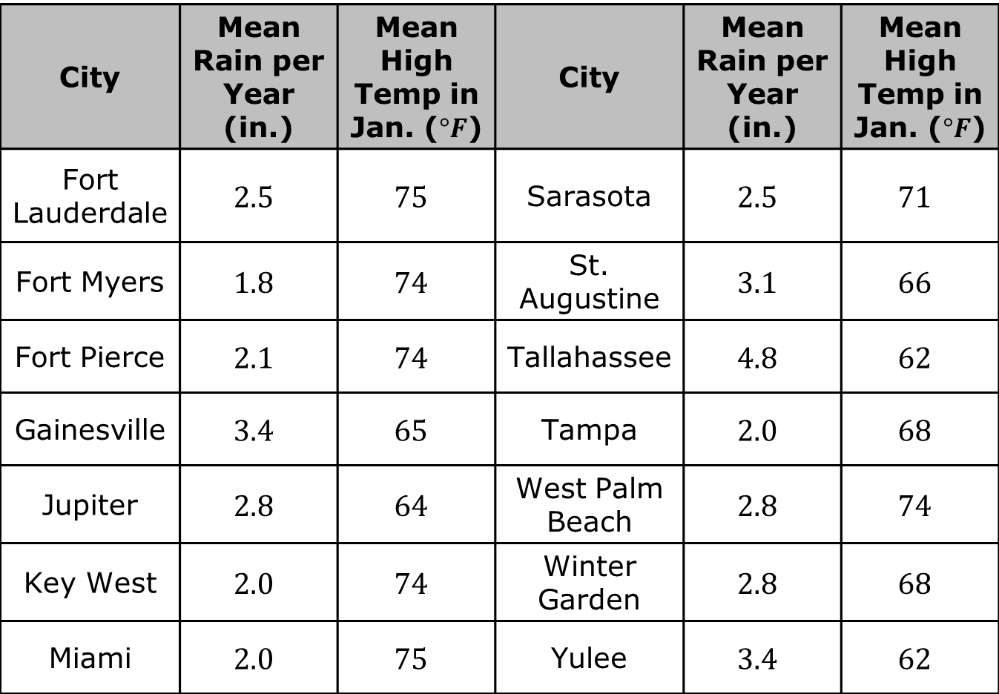 City Mean Rain per Year (in.) Mean High Temp in Jan. (°F) City Mean Rain per Year (in.) Mean High Temp in Jan. (°F)
Fort Lauderdale 2.5 75 Sarasota 2.5 71
Fort Myers 1.8 74 St. Augustine 3.1 66
Fort Pierce 2.1 74 Tallahassee 4.8 62
Gainesville 3.4 65 Tampa 2.0 68
Jupiter 2.8 64 West Palm Beach 2.8 74
Key West 2.0 74 Winter Garden 2.8 68
Miami 2.0 75 Yulee 3.4 62